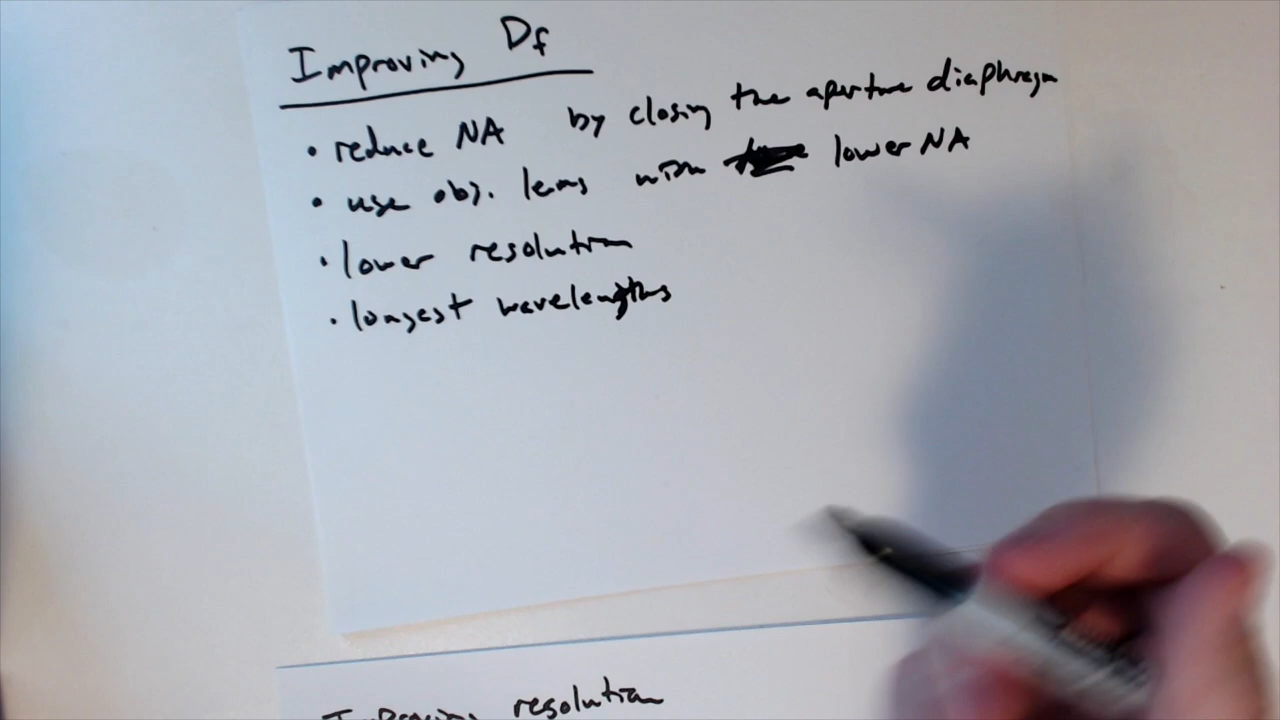 Improving Df
• reduce NA by closing the aperture diaphragm
• use obj. lens with lower NA
• lower resolution
• longest wavelengths
Improving resolution